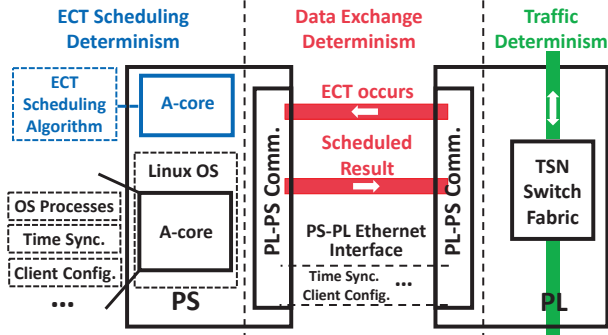 ECT Scheduling
Determinism
Data Exchange
Determinism
Traffic
Determinism
ECT
Scheduling
Algorithm
A-core
Linux OS
A-core
OS Processes
Time Sync.
Client Config.
...
PS
PL-PS Comm.
ECT occurs
Scheduled
Result
PS-PL Ethernet
Interface
Time Sync.
Client Config.
...
PL-PS Comm.
TSN
Switch
Fabric
PL